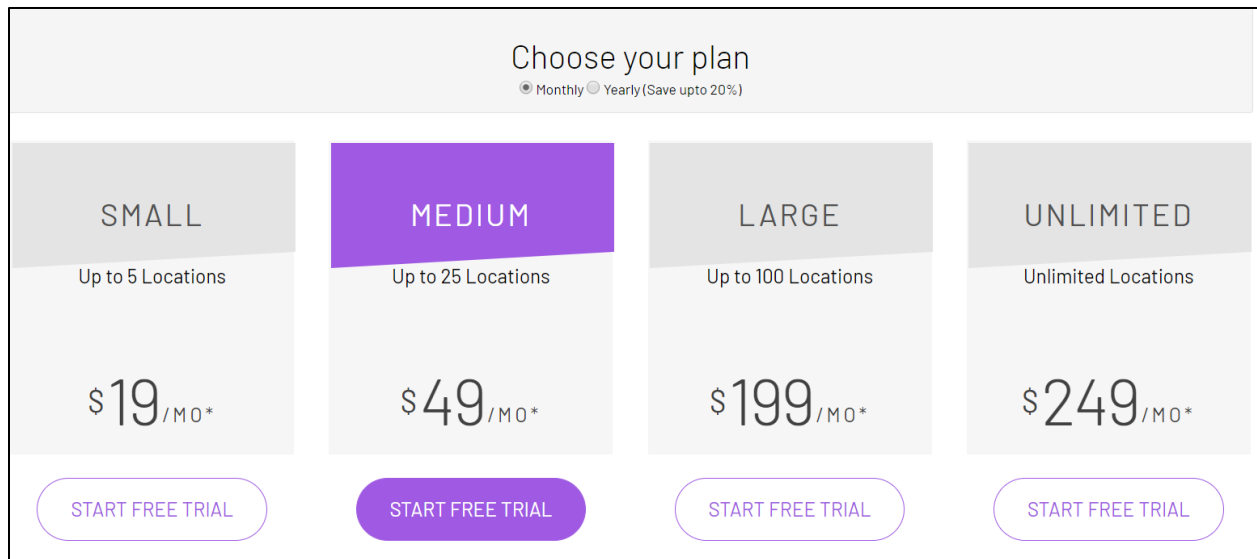 Choose your plan
Monthly Yearly (Save upto 20%)
SMALL
Up to 5 Locations
$19/MO*
START FREE TRIAL
MEDIUM
Up to 25 Locations
$49/MO*
START FREE TRIAL
LARGE
Up to 100 Locations
$199/MO*
START FREE TRIAL
UNLIMITED
Unlimited Locations
$249/MO*
START FREE TRIAL